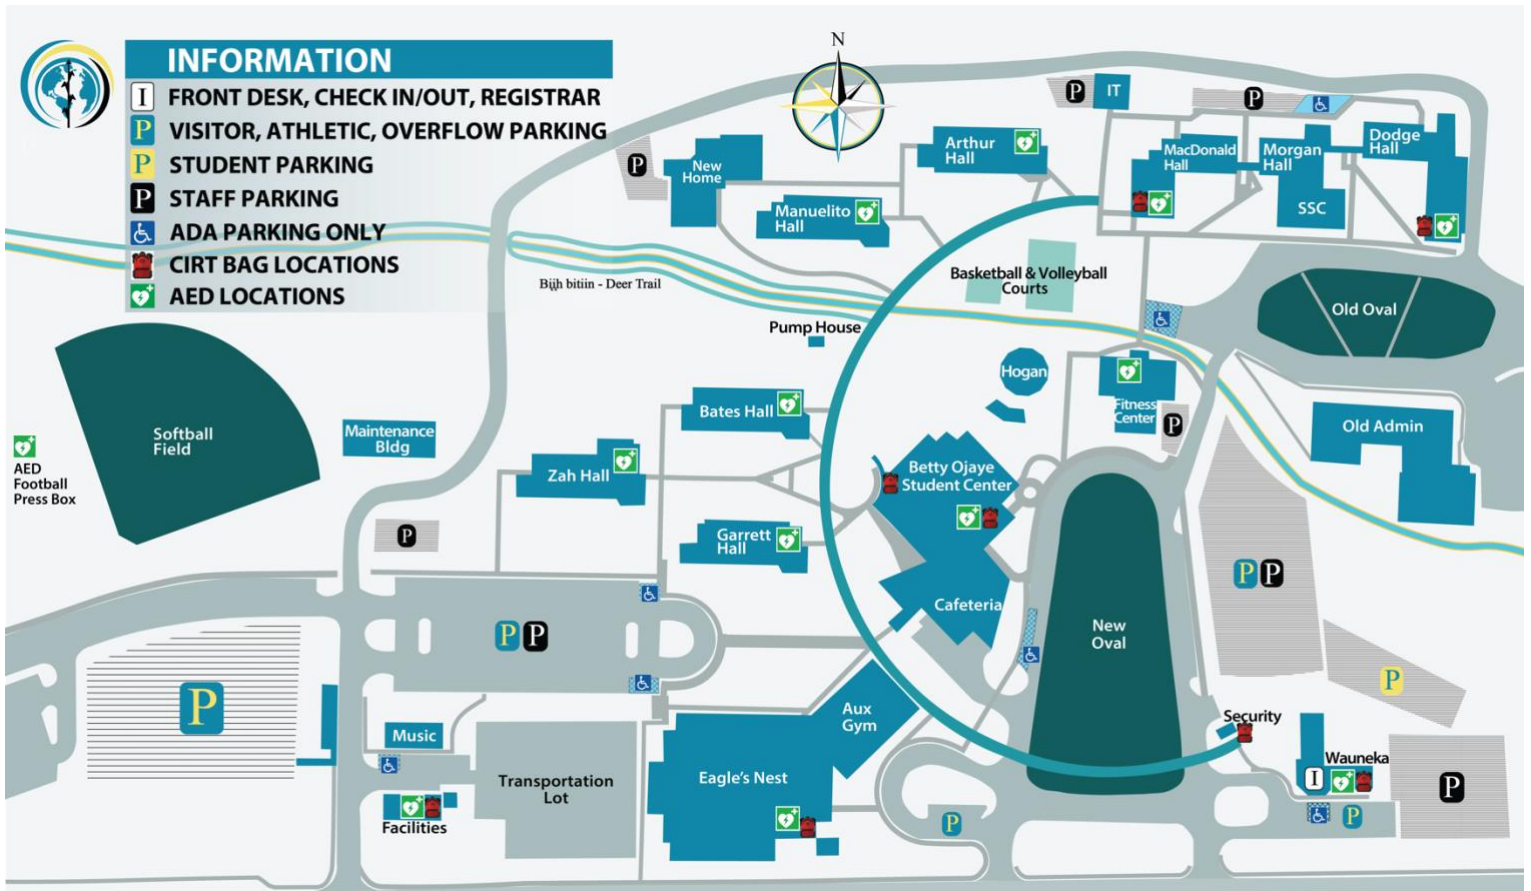 INFORMATION
I FRONT DESK, CHECK IN/OUT, REGISTRAR
P VISITOR, ATHLETIC, OVERFLOW PARKING
P STUDENT PARKING
P STAFF PARKING
ADA PARKING ONLY
CIRT BAG LOCATIONS
AED LOCATIONS
N
P
IT
P
P
New
Home
Arthur
Hall
MacDonald
Hall
Morgan
Hall
Dodge
Hall
SSC
Manuelito
Hall
Basketball & Volleyball
Courts
Bįįh bitiin - Deer Trail
Pump House
Old Oval
Hogan
Fitness
Center
P
Old Admin
Softball
Field
Maintenance
Bldg
Bates Hall
AED
Football
Press Box
Zah Hall
Betty Ojaye
Student Center
P
Garrett
Hall
P P
Cafeteria
P P
New
Oval
P
P
Aux
Gym
Security
Music
Wauneka
Eagle's Nest
Transportation
Lot
I
P
P
P
Facilities